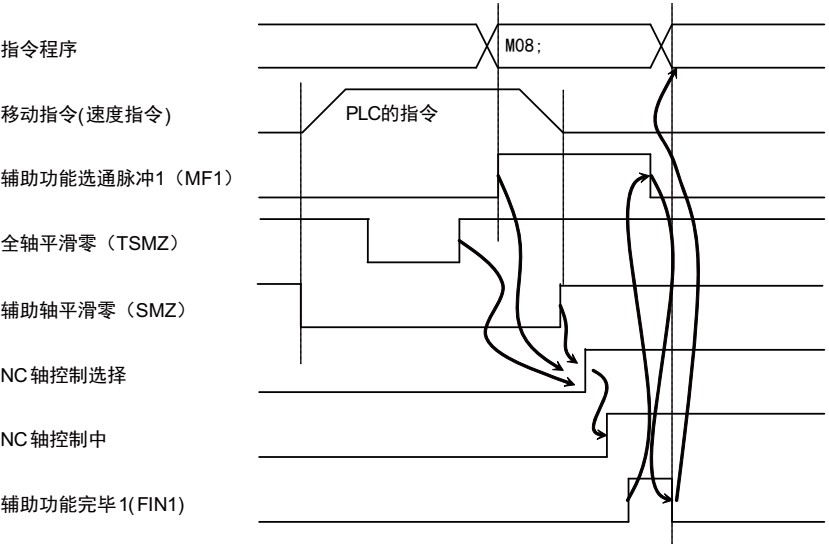 指令程序
M08;
移动指令(速度指令)
PLC的指令
辅助功能选通脉冲1（MF1）
全轴平滑零（TSMZ）
辅助轴平滑零（SMZ）
NC轴控制选择
NC轴控制中
辅助功能完毕1(FIN1)